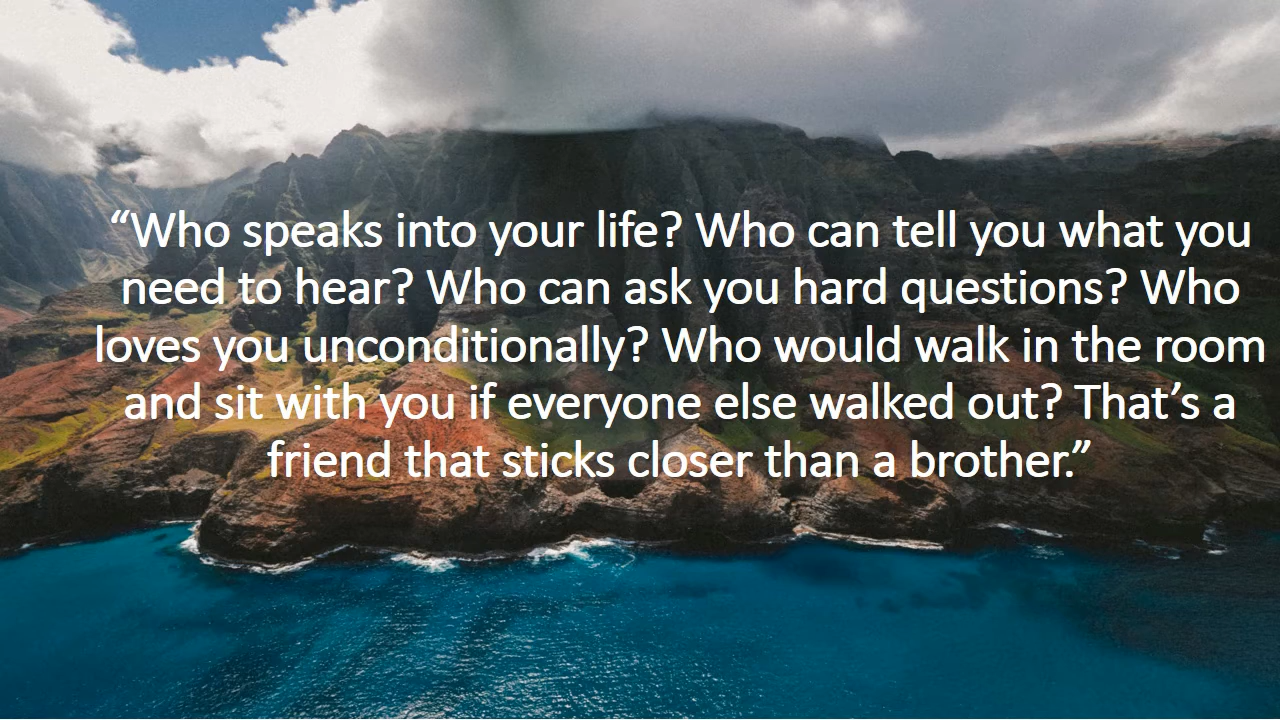 “Who speaks into your life? Who can tell you what you
need to hear? Who can ask you hard questions? Who
loves you unconditionally? Who would walk in the room
and sit with you if everyone else walked out? That’s a
friend that sticks closer than a brother.”